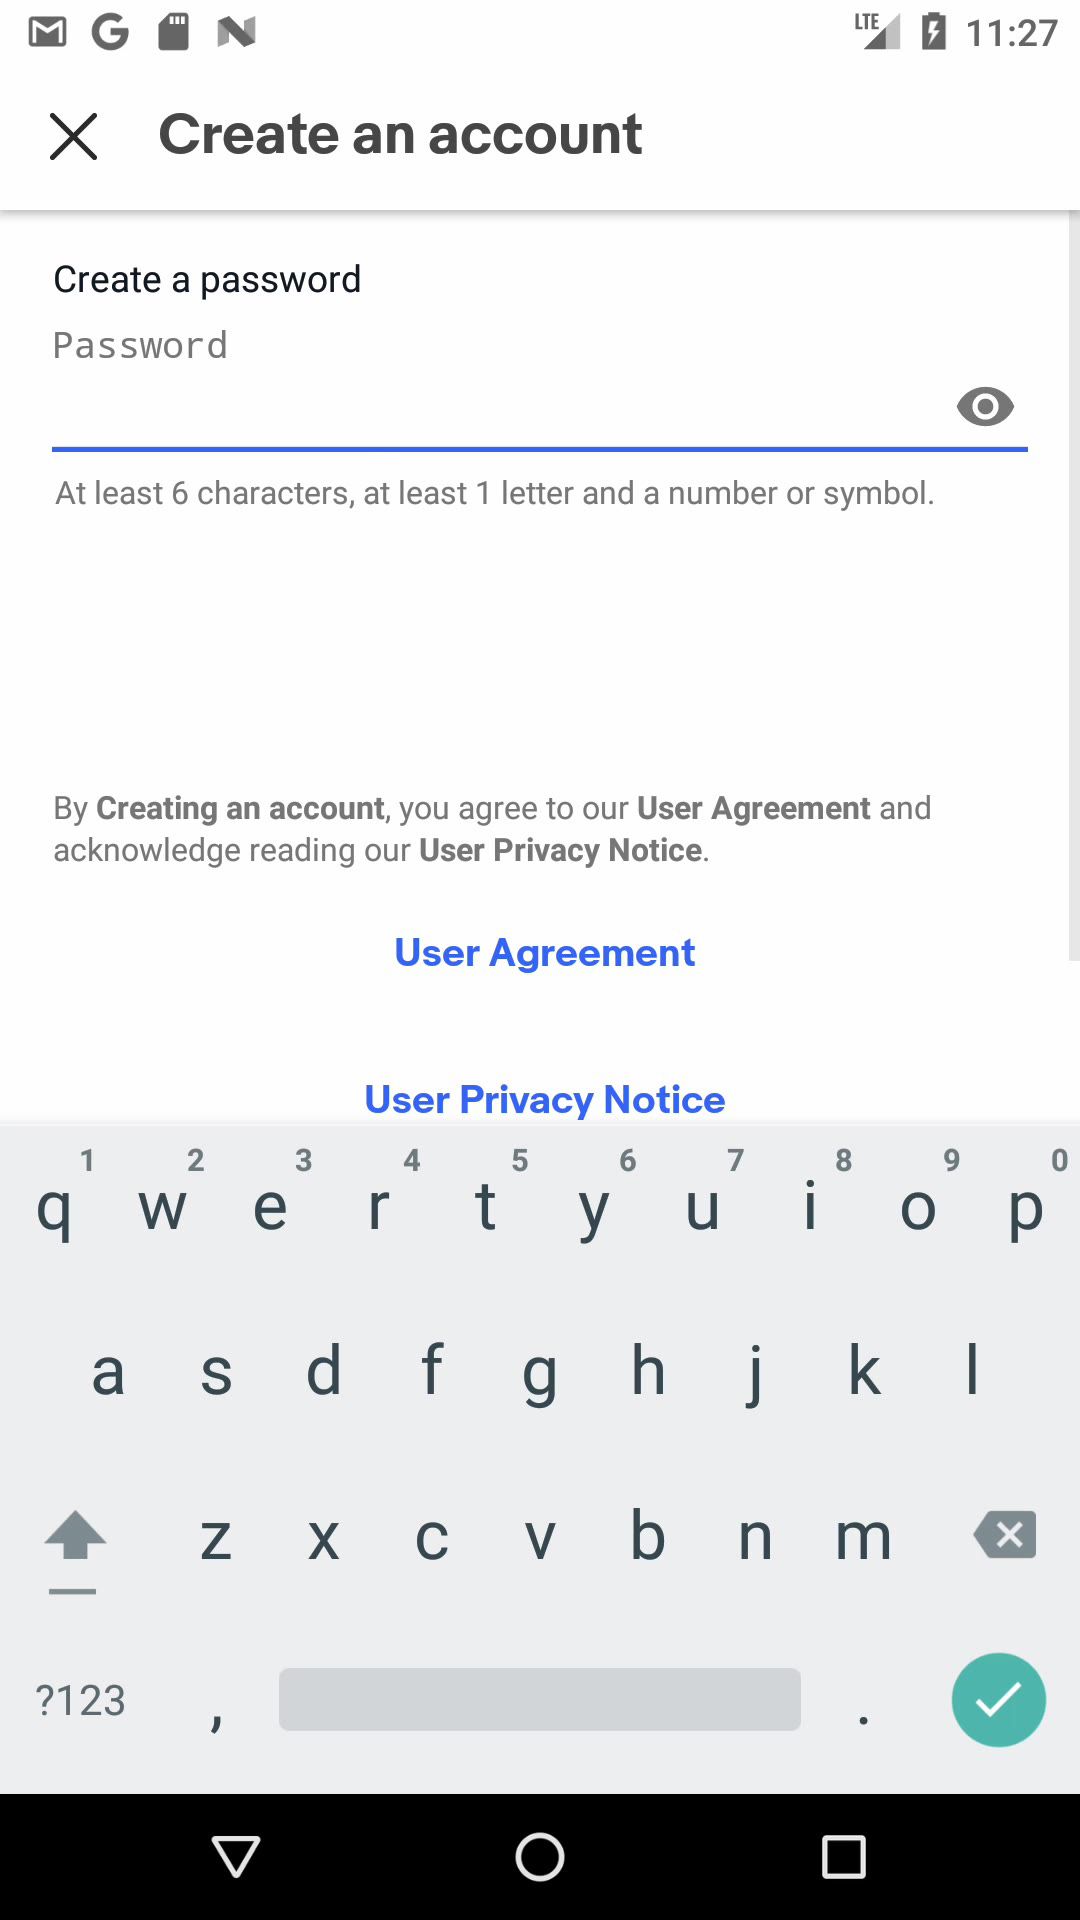 LTE 11:27
Create an account
Create a password
Password
At least 6 characters, at least 1 letter and a number or symbol.
By Creating an account, you agree to our User Agreement and
acknowledge reading our User Privacy Notice.
User Agreement
User Privacy Notice
1 2 3 4 5 6 7 8 9 0
q w e r t y u i o p
a s d f g h j k l
z x c v b n m
?123 , .